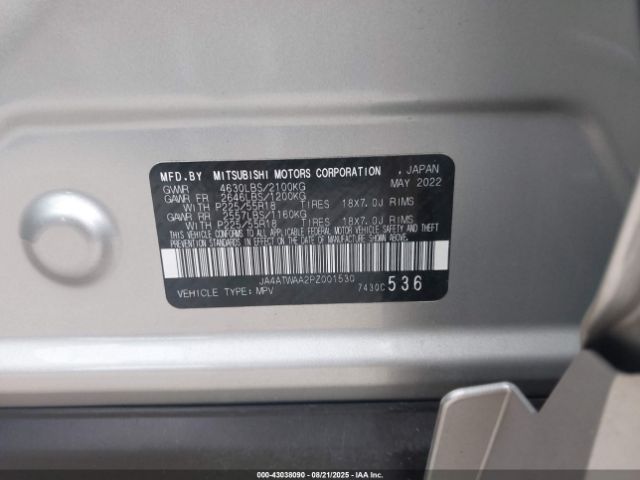 MFD.BY MITSUBISHI MOTORS CORPORATION , JAPAN
GVWR 4630LBS/2100KG MAY 2022
GAWR FR 2646LBS/1200KG
WITH P225/55R18 TIRES 18X7.0J RIMS
GAWR RR 2557LBS/1160KG
WITH P225/55R18 TIRES 18X7.0J RIMS
THIS VEHICLE CONFORMS TO ALL APPLICABLE FEDERAL MOTOR VEHICLE SAFETY AND THEFT
PREVENTION STANDARDS IN EFFECT ON THE DATE OF MANUFACTURE SHOWN ABOVE.
JA4ATWAA2PZ001530
VEHICLE TYPE: MPV 7430C 536
000-43038090 - 08/21/2025 - Copyright IAA, LLC